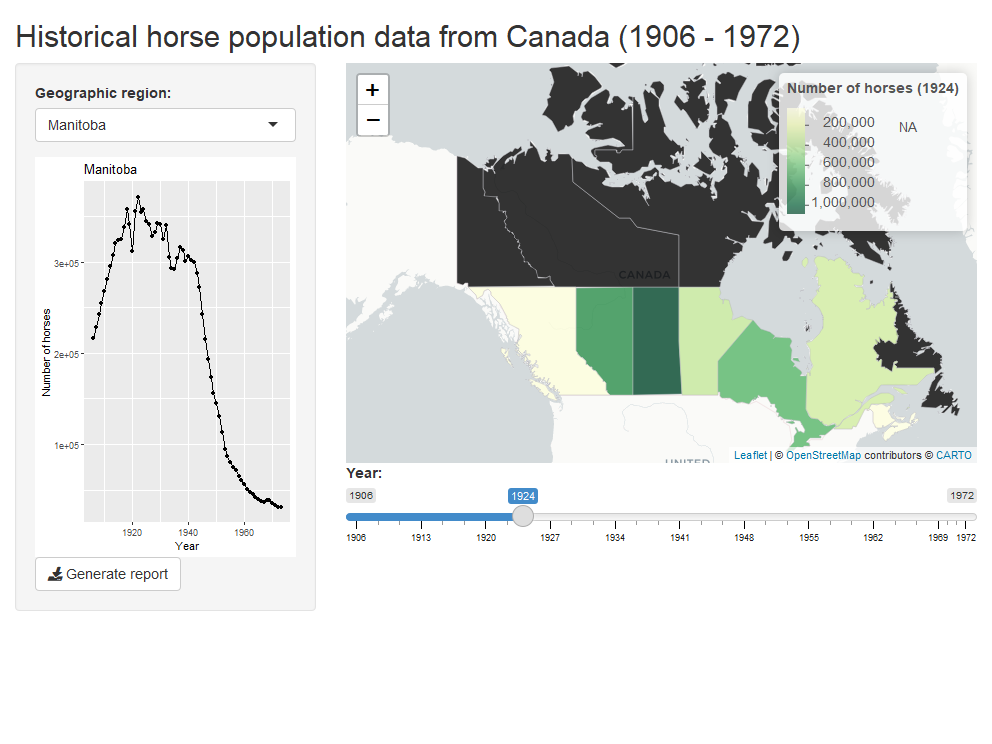 Historical horse population data from Canada (1906 - 1972)
Geographic region:
Manitoba
Manitoba
Number of horses
3e+05
2e+05
1e+05
1920 1940 1960
Year
Generate report
+
−
Number of horses (1924)
200,000
400,000
600,000
800,000
1,000,000
NA
CANADA
UNITED
Leaflet | © OpenStreetMap contributors © CARTO
Year:
1906 1924 1972
1906 1913 1920 1927 1934 1941 1948 1955 1962 1969 1972